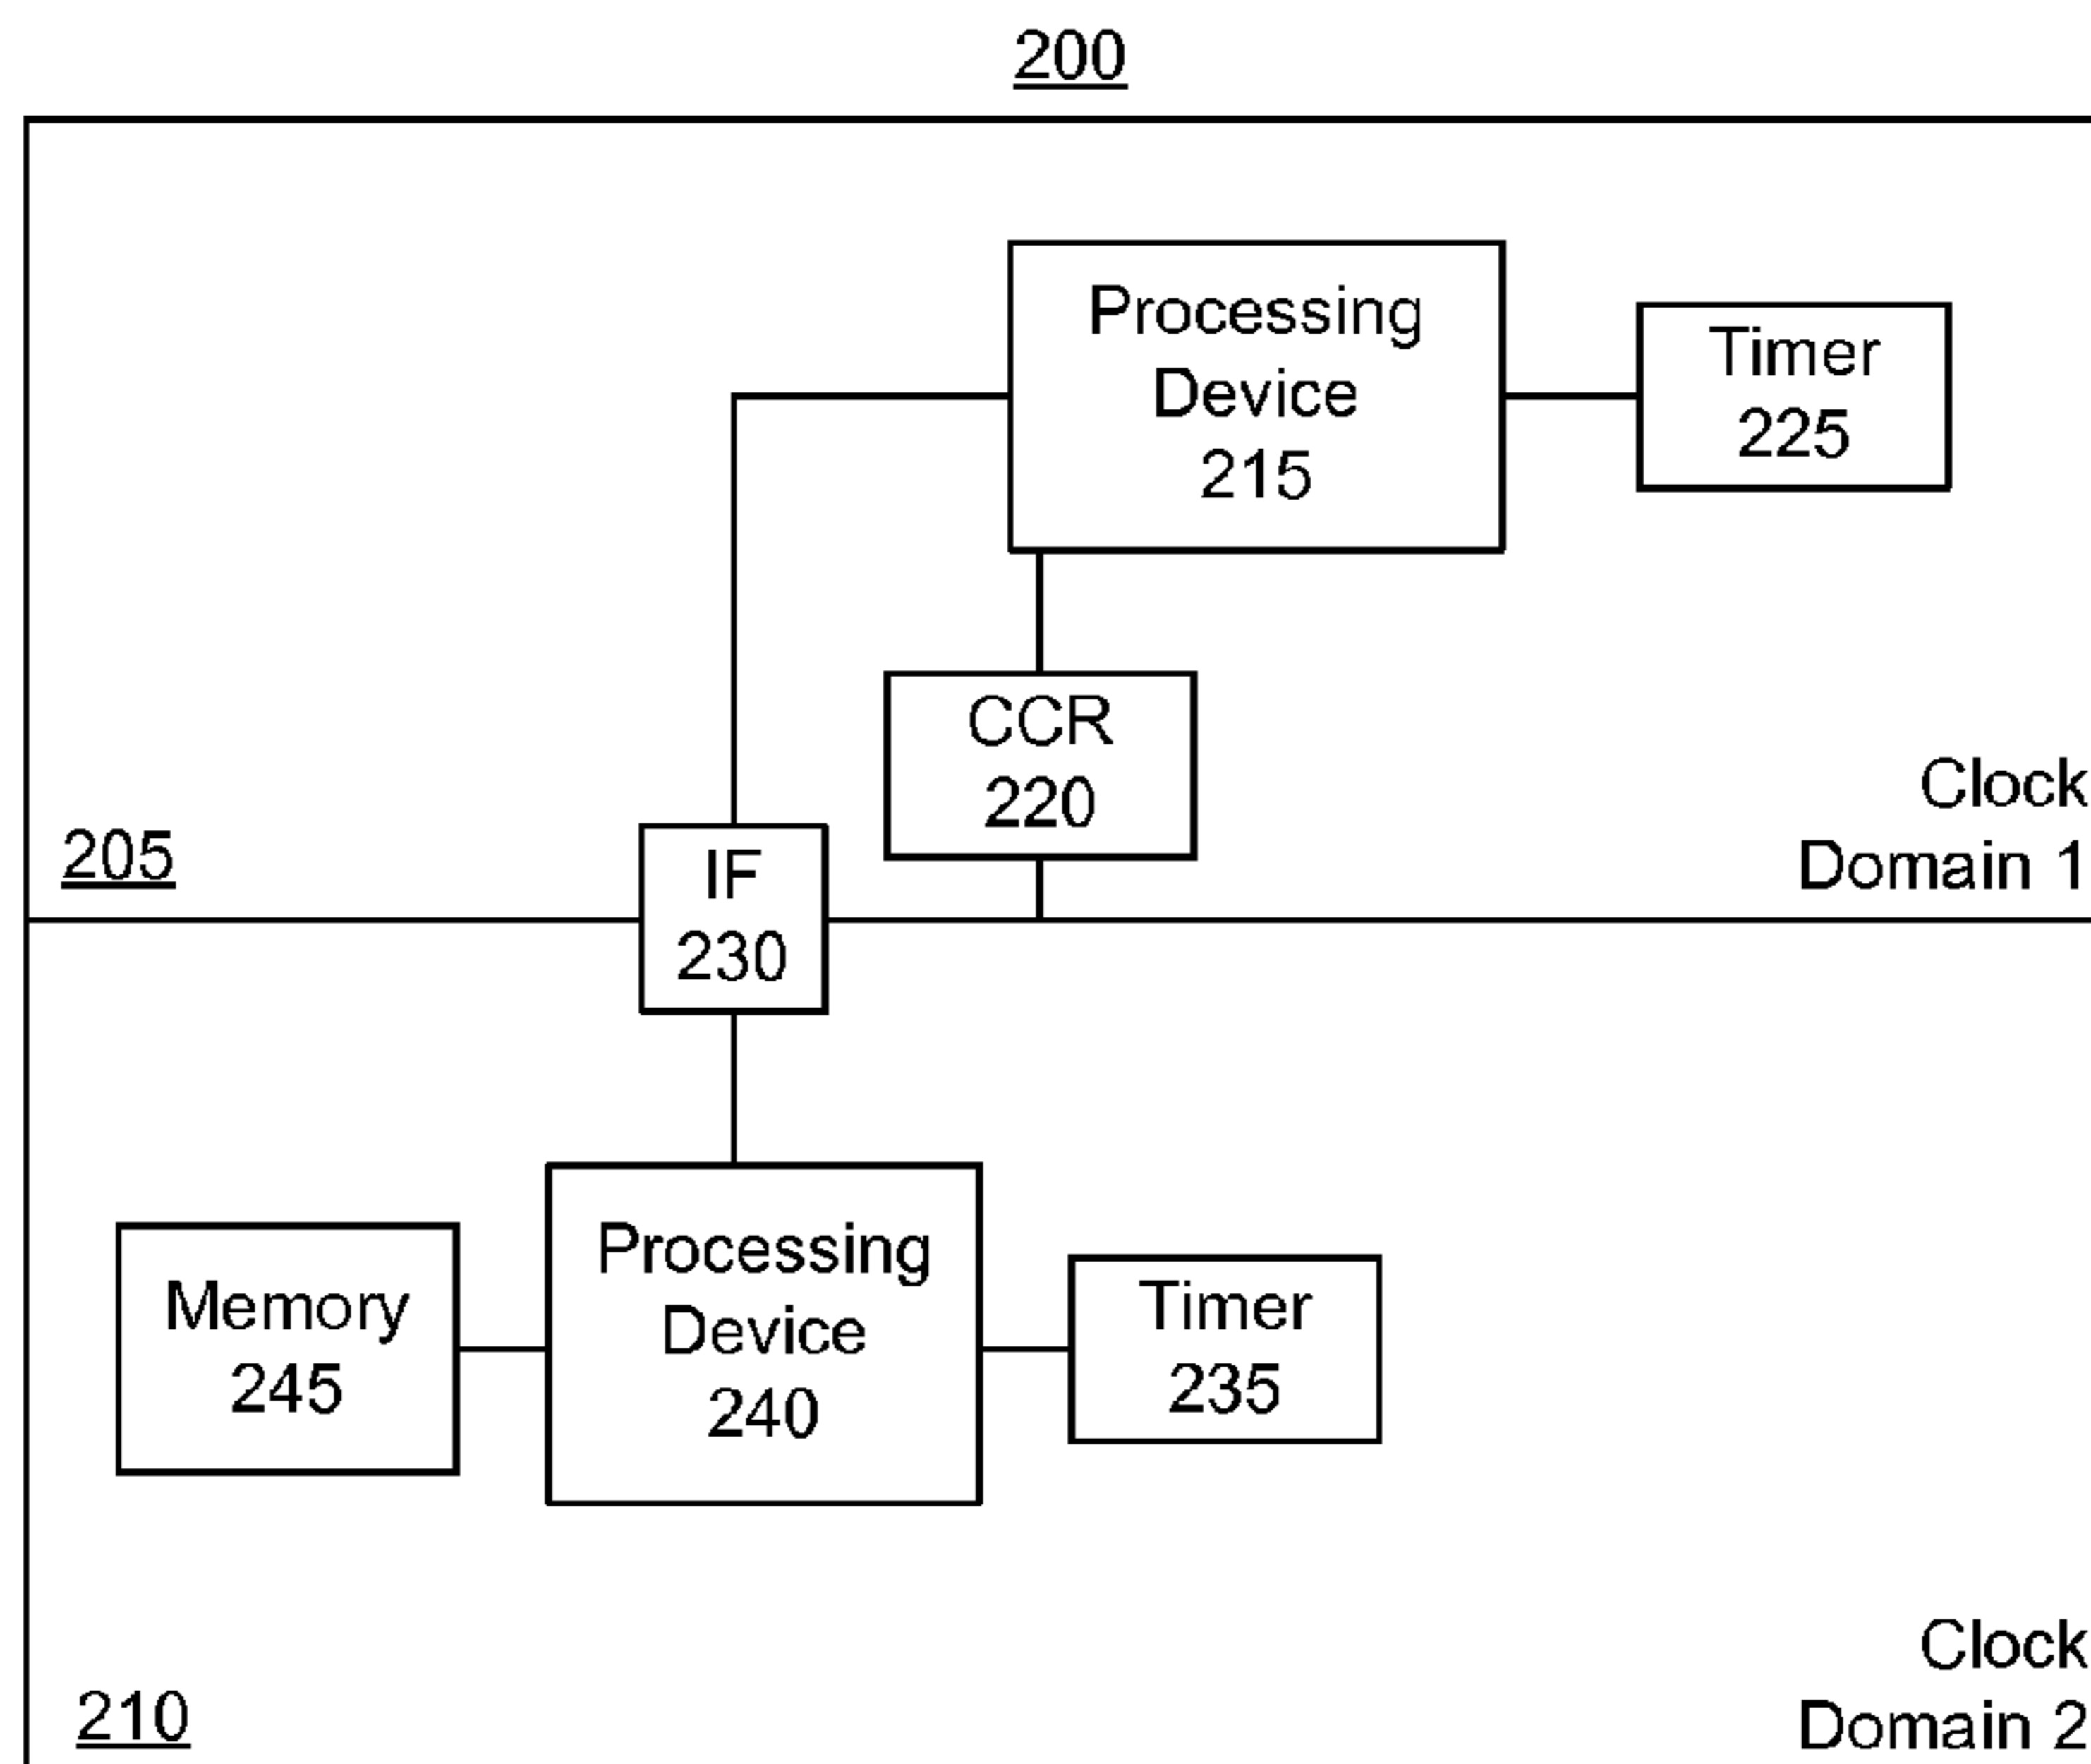 200
Processing
Device
215
Timer
225
CCR
220
Clock
Domain 1
205
IF
230
Processing
Device
240
Memory
245
Timer
235
Clock
Domain 2
210